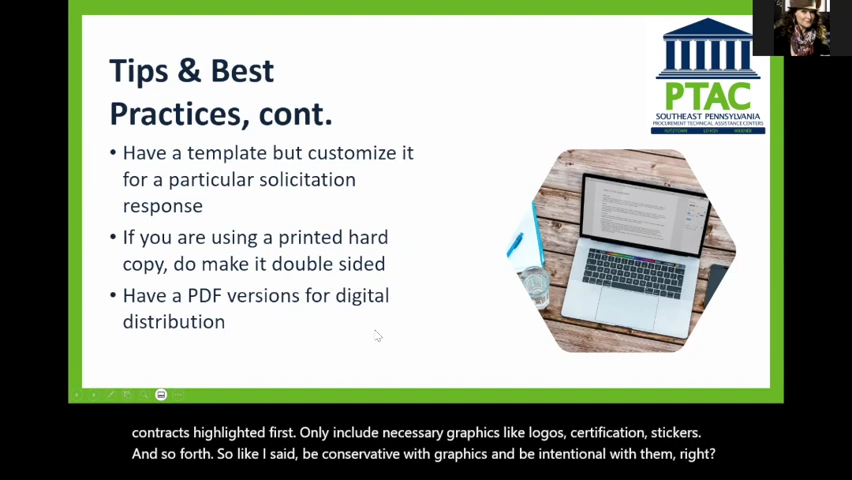 Tips & Best
Practices, cont.
• Have a template but customize it
for a particular solicitation
response
• If you are using a printed hard
copy, do make it double sided
• Have a PDF versions for digital
distribution
PTAC
SOUTHEAST PENNSYLVANIA
PROCUREMENT TECHNICAL ASSISTANCE CENTERS
contracts highlighted first. Only include necessary graphics like logos, certification, stickers.
And so forth. So like I said, be conservative with graphics and be intentional with them, right?